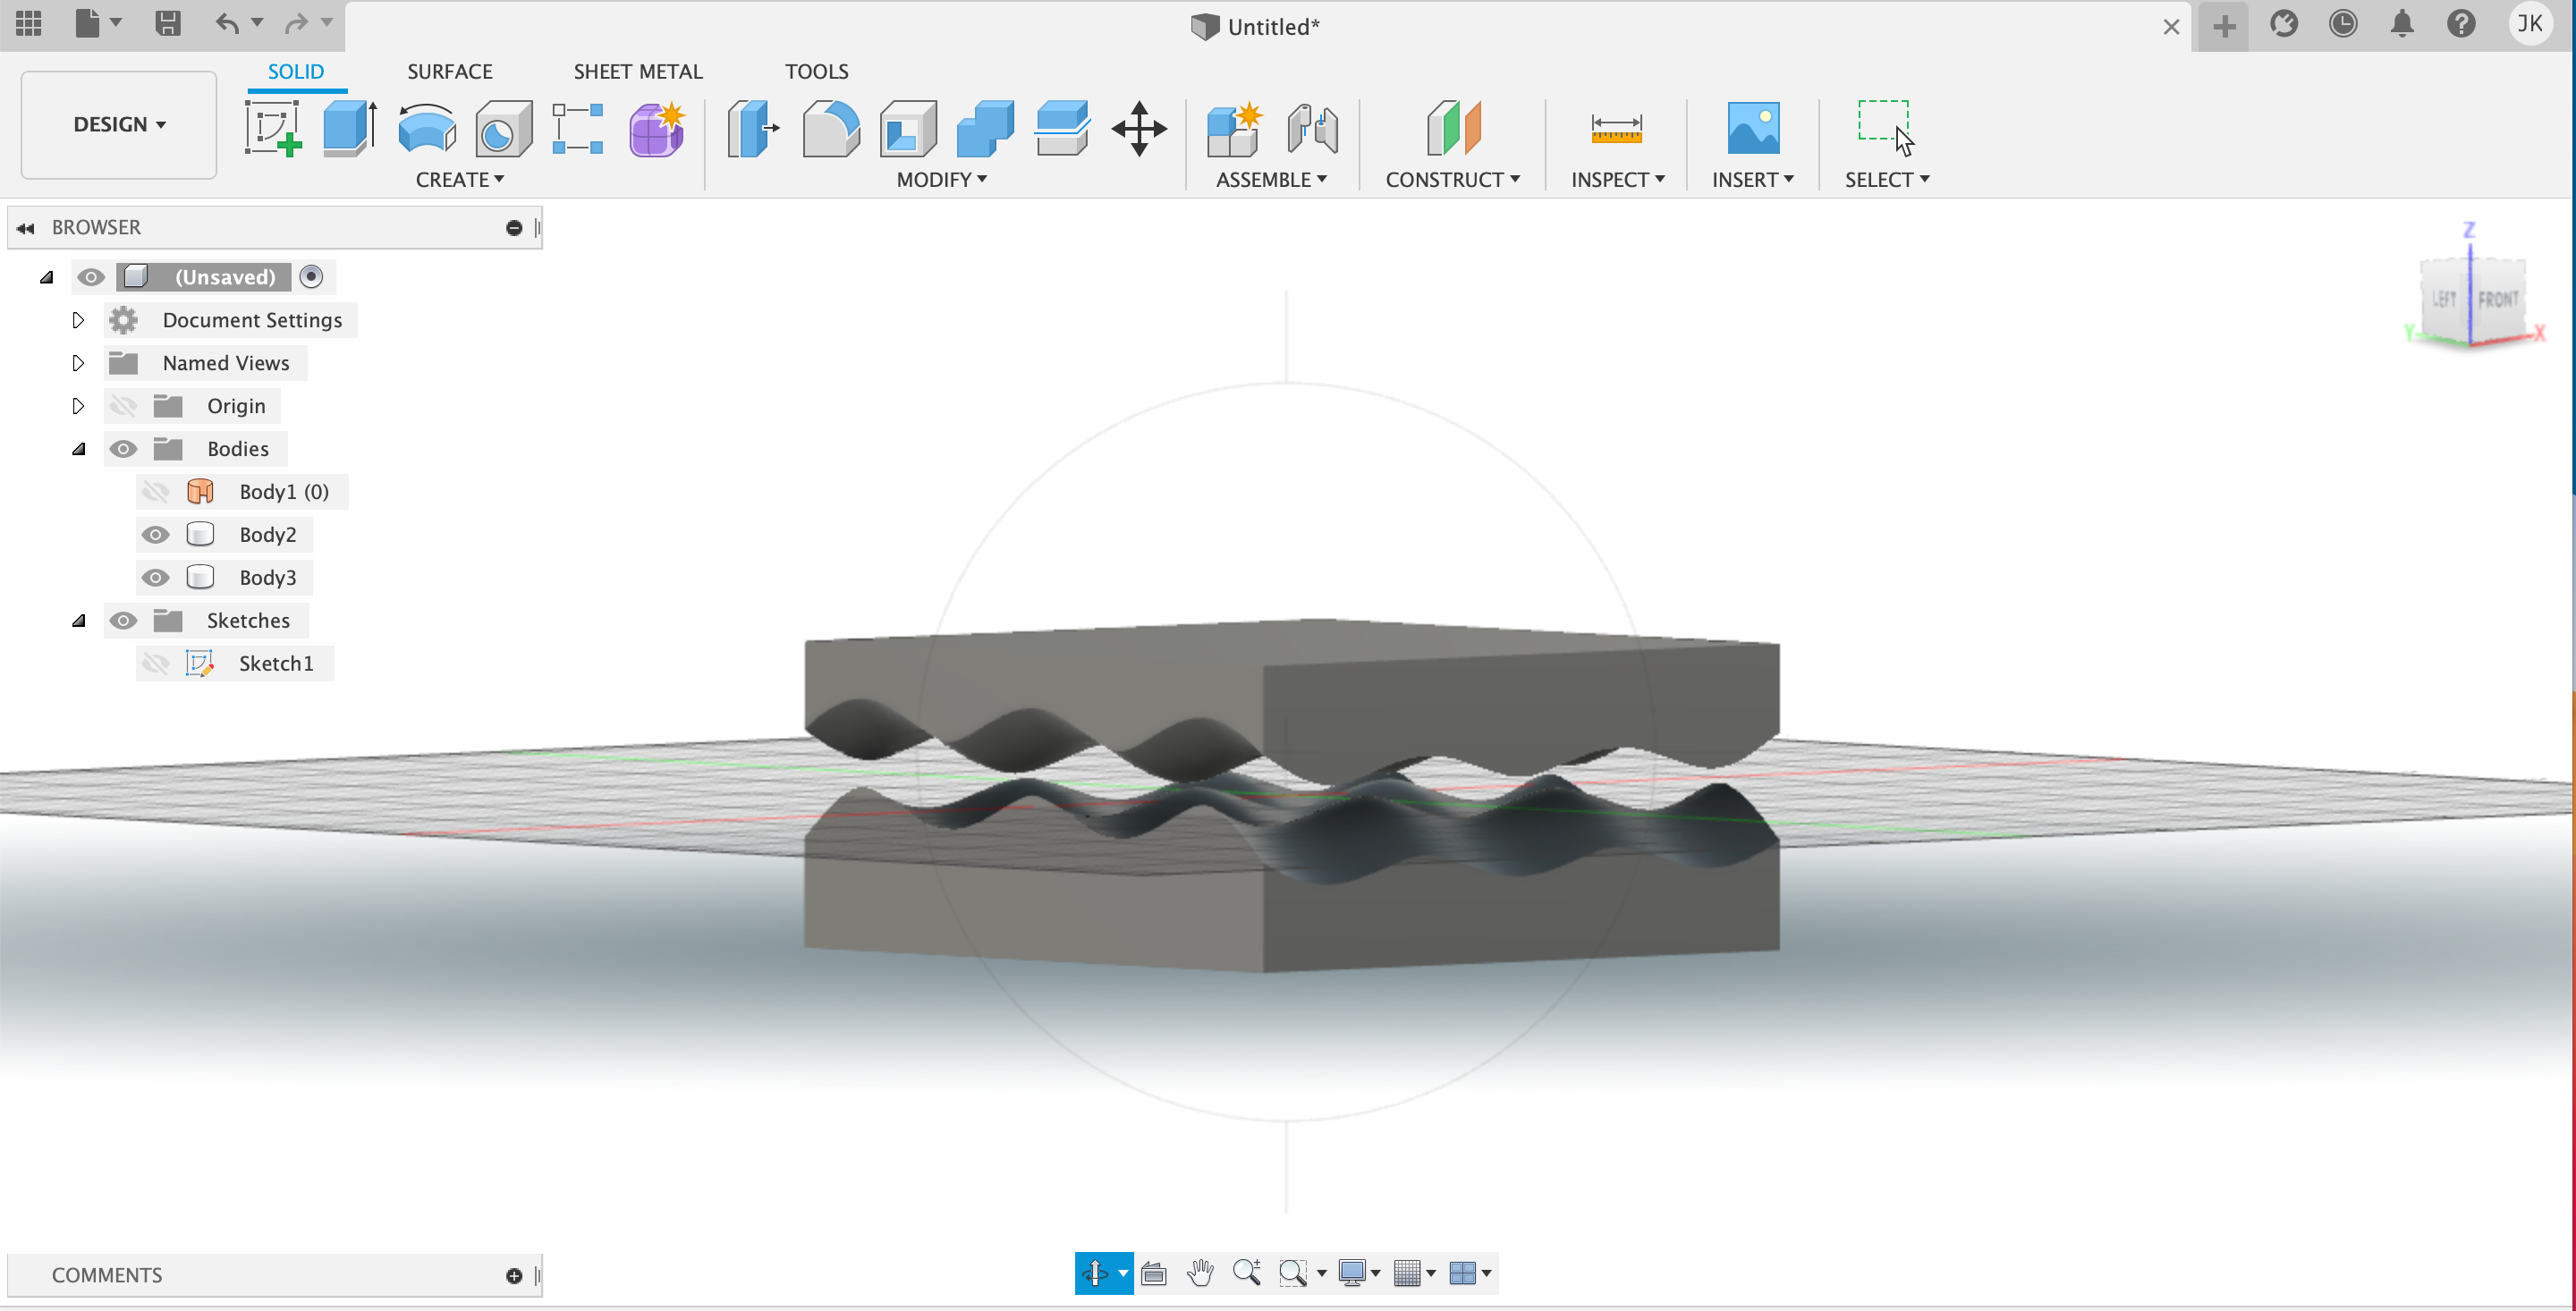 Untitled*
JK
DESIGN
SOLID
SURFACE
SHEET METAL
TOOLS
CREATE
MODIFY
ASSEMBLE
CONSTRUCT
INSPECT
INSERT
SELECT
BROWSER
(Unsaved)
Document Settings
Named Views
Origin
Bodies
Body1 (0)
Body2
Body3
Sketches
Sketch1
Z
LEFT
FRONT
Y
X
COMMENTS